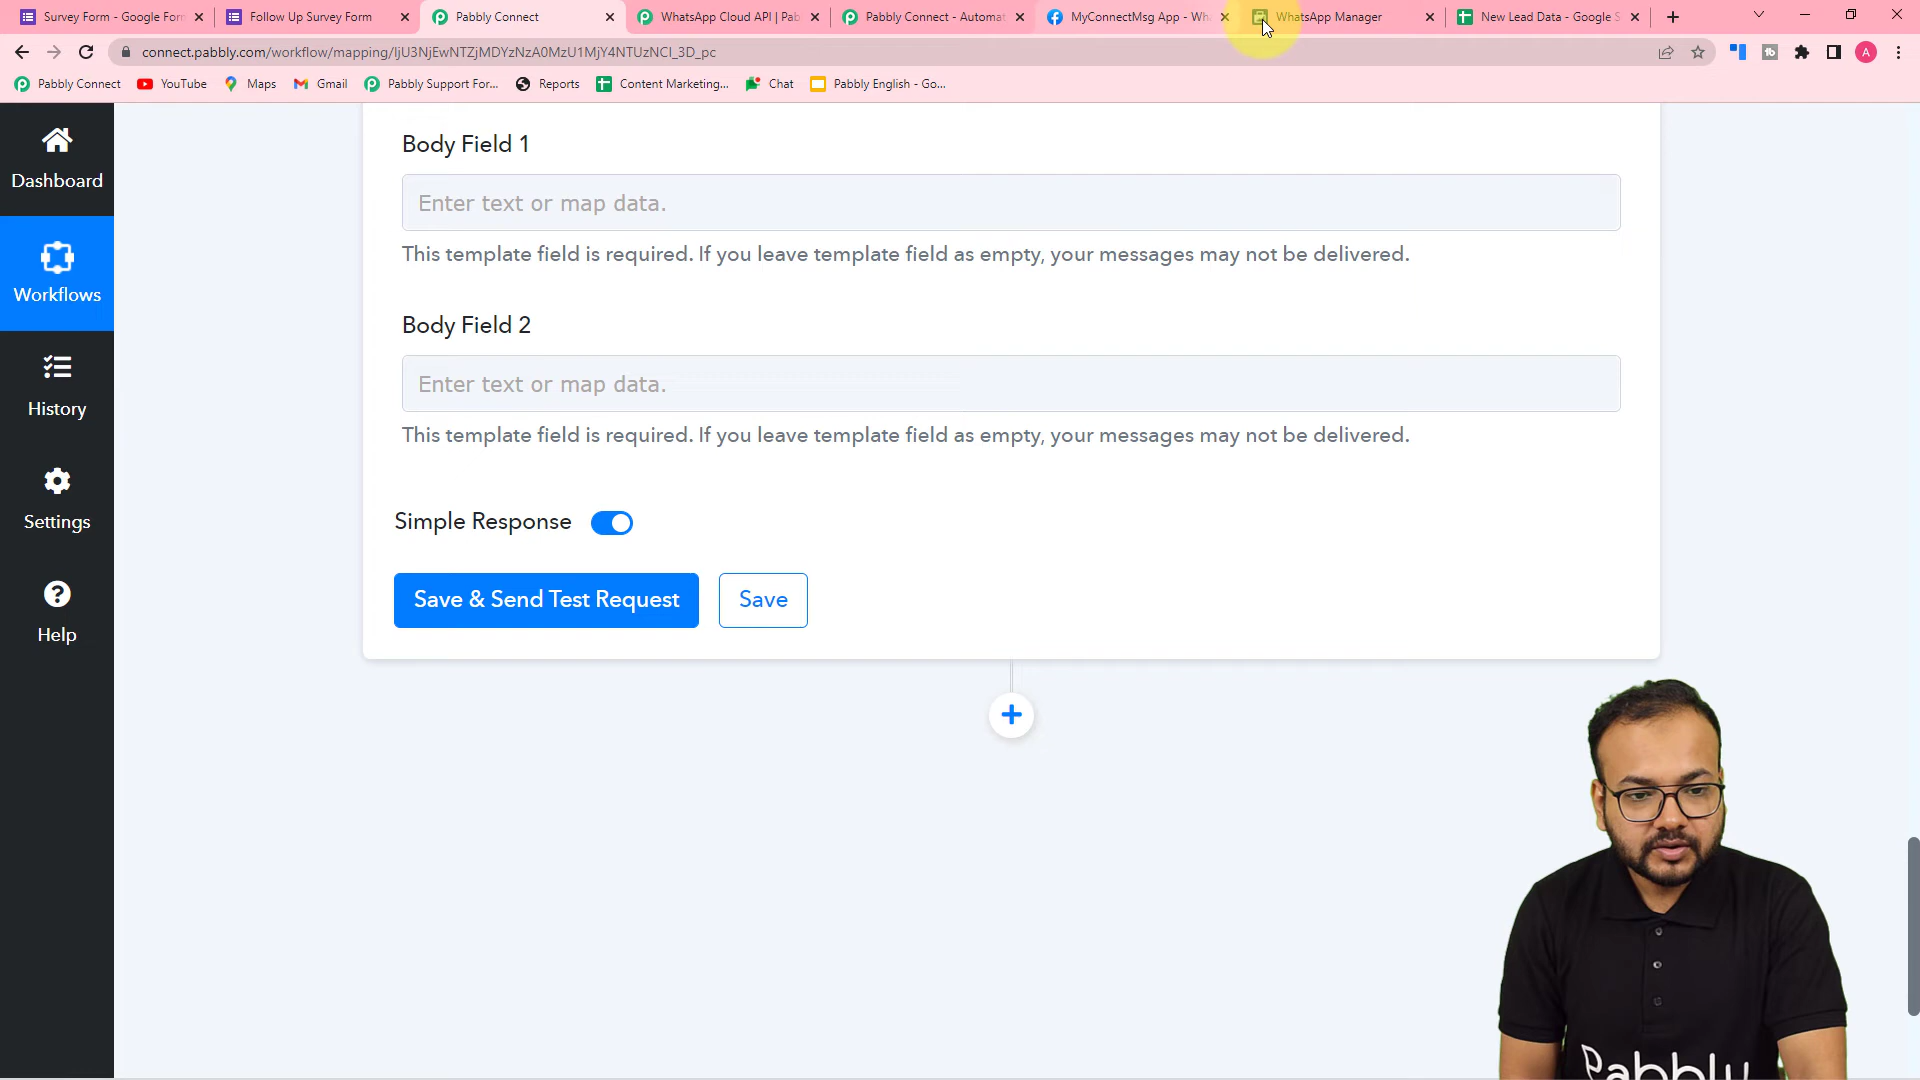 Survey Form - Google For
Follow Up Survey Form
Pabbly Connect
WhatsApp Cloud API | Pab
Pabbly Connect - Automat
MyConnectMsg App - Wh
WhatsApp Manager
New Lead Data - Google S
connect.pabbly.com/workflow/mapping/IjU3NjEwNTZjMDYzNzA0MzU1MjY4NTUzNCI_3D_pc
A
Pabbly Connect
YouTube
Maps
Gmail
Pabbly Support For...
Reports
Content Marketing...
Chat
Pabbly English - Go...
Dashboard
Workflows
History
Settings
Help
Body Field 1
Enter text or map data.
This template field is required. If you leave template field as empty, your messages may not be delivered.
Body Field 2
Enter text or map data.
This template field is required. If you leave template field as empty, your messages may not be delivered.
Simple Response
Save & Send Test Request
Save
Pabbly